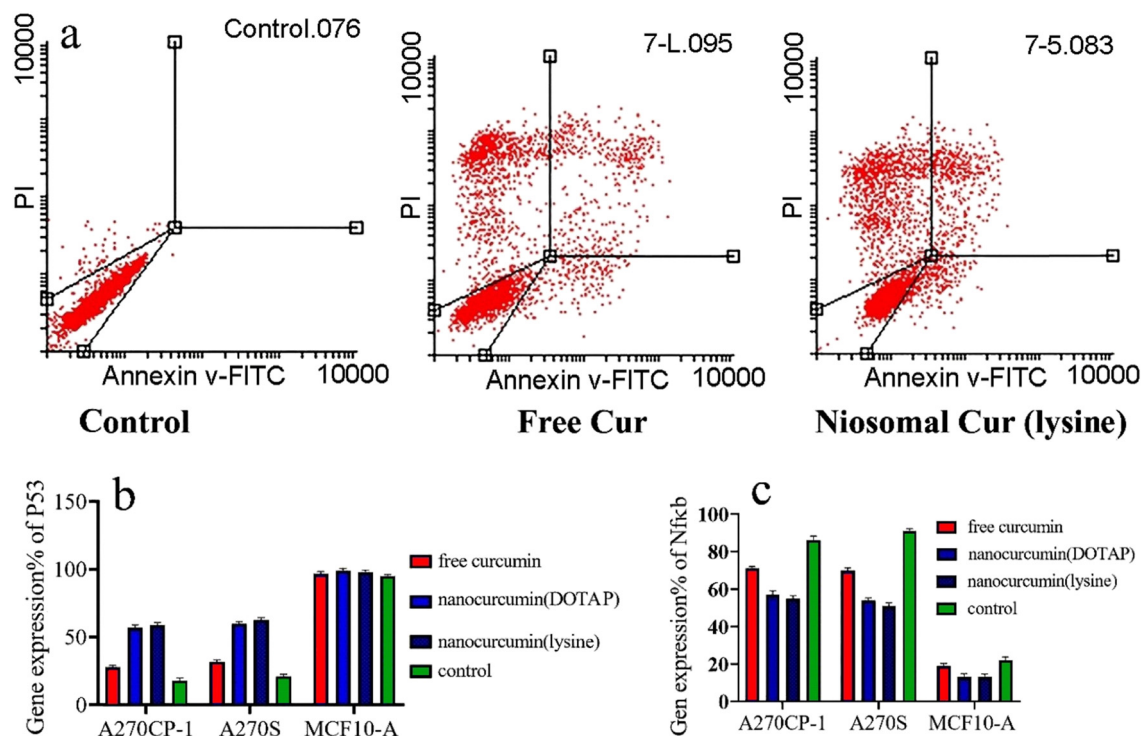 a
Control.076
10000
PI
Annexin v-FITC 10000
Control
7-L.095
10000
PI
Annexin v-FITC 10000
Free Cur
7-5.083
10000
PI
Annexin v-FITC 10000
Niosomal Cur (lysine)
b
Gene expression% of P53
150
100
50
0
A270CP-1 A270S MCF10-A
free curcumin
nanocurcumin(DOTAP)
nanocurcumin(lysine)
control
c
Gen expression% of Nfκb
100
80
60
40
20
0
A270CP-1 A270S MCF10-A
free curcumin
nanocurcumin(DOTAP)
nanocurcumin(lysine)
control